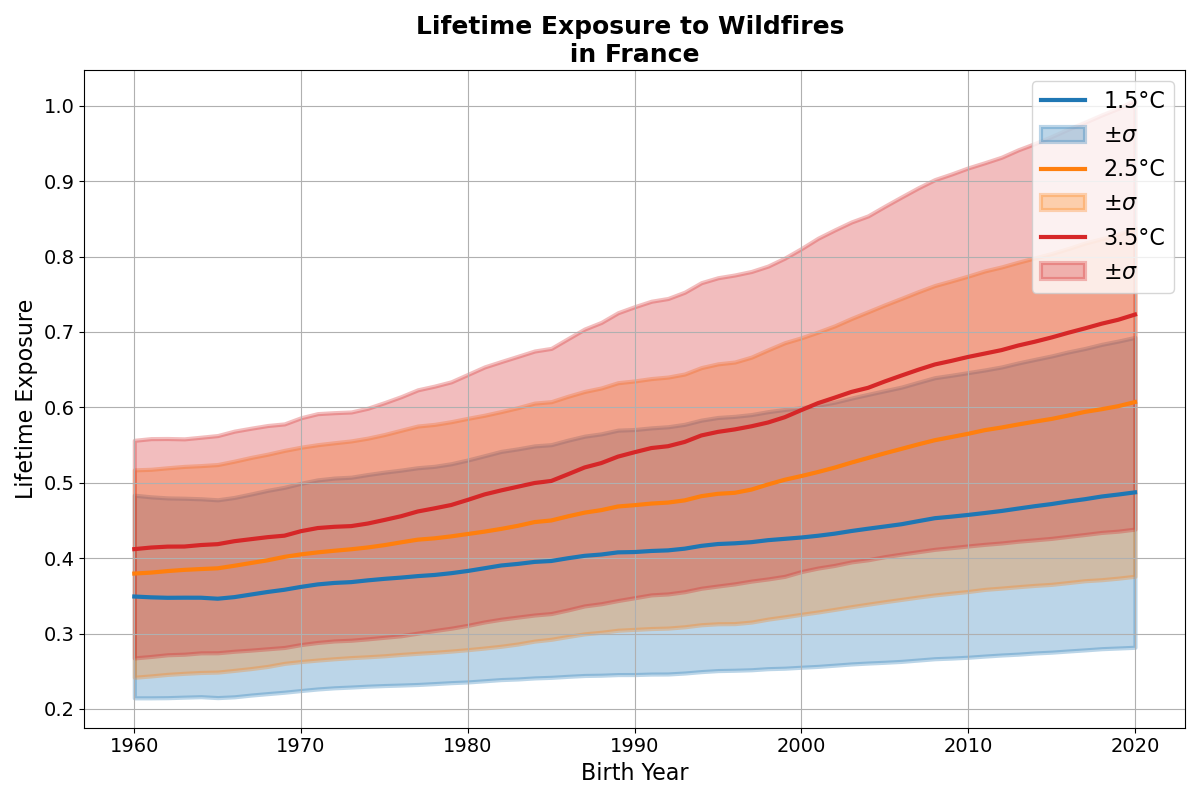 Lifetime Exposure to Wildfires
in France
Lifetime Exposure
1.0
0.9
0.8
0.7
0.6
0.5
0.4
0.3
0.2
1.5°C
±σ
2.5°C
±σ
3.5°C
±σ
1960 1970 1980 1990 2000 2010 2020
Birth Year